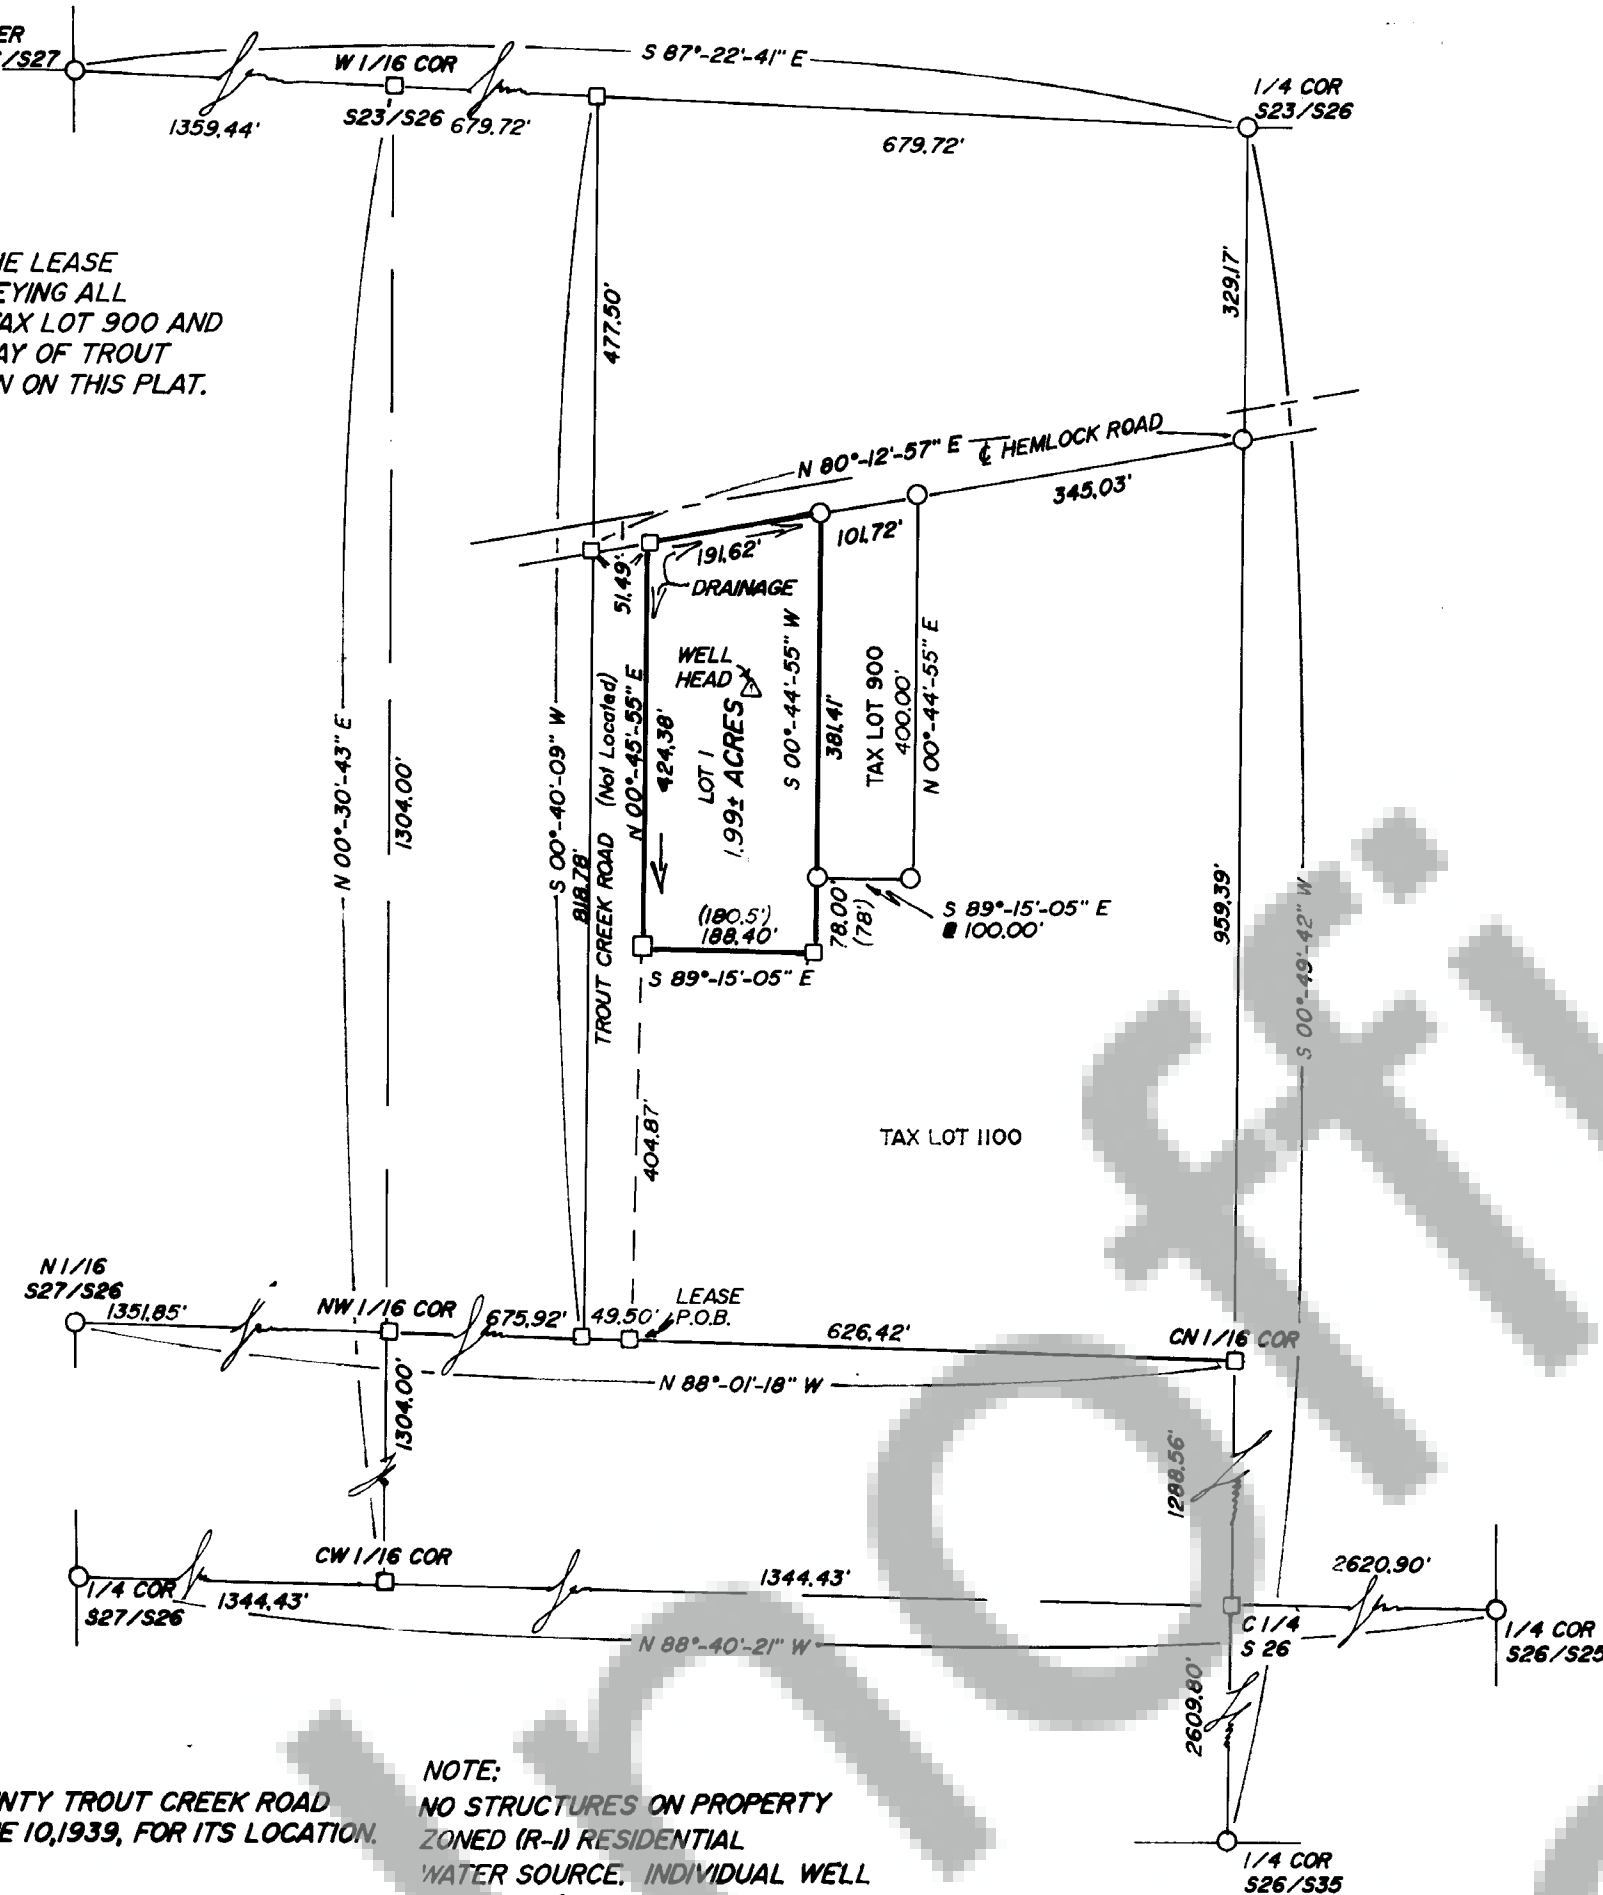 ER
/S27
W 1/16 COR
S23/S26
1359.44'
679.72'
S 87°-22'-41" E
679.72'
1/4 COR
S23/S26
HE LEASE
EYING ALL
TAX LOT 900 AND
AY OF TROUT
N ON THIS PLAT.
477.50'
329.17'
N 80°-12'-57" E ℄ HEMLOCK ROAD
345.03'
101.72'
191.62'
51.49'
DRAINAGE
WELL
HEAD
LOT 1
1.99± ACRES
N 00°-45'-55" E
424.38'
S 00°-44'-55" W
381.41'
TAX LOT 900
400.00'
N 00°-44'-55" E
N 00°-30'-43" E
1304.00'
S 00°-40'-09" W
818.78'
TROUT CREEK ROAD (Not Located)
(180.5')
188.40'
S 89°-15'-05" E
78.00'
(78')
S 89°-15'-05" E
100.00'
959.39'
S 00°-49'-42" W
404.87'
TAX LOT 1100
N 1/16
S27/S26
1351.85'
NW 1/16 COR
675.92'
49.50'
LEASE
P.O.B.
626.42'
CN 1/16 COR
N 88°-01'-18" W
1304.00'
1288.56'
CW 1/16 COR
1/4 COR
S27/S26
1344.43'
1344.43'
2620.90'
N 88°-40'-21" W
C 1/4
S 26
1/4 COR
S26/S25
2609.80'
NOTE:
NO STRUCTURES ON PROPERTY
ZONED (R-1) RESIDENTIAL
WATER SOURCE. INDIVIDUAL WELL
NTY TROUT CREEK ROAD
E 10,1939, FOR ITS LOCATION.
1/4 COR
S26/S35